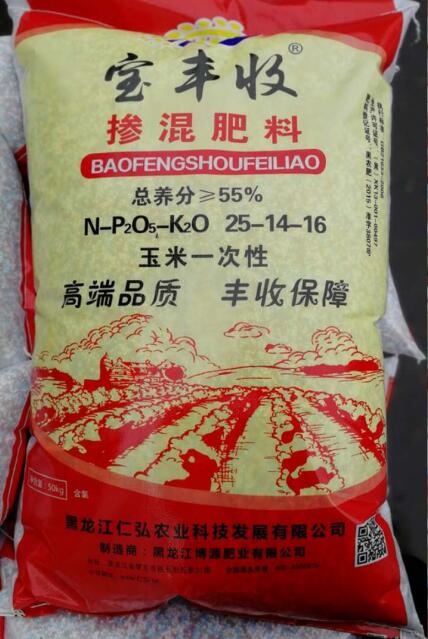 宝丰收®
掺混肥料
BAOFENGSHOUFEILIAO
总养分≥55%
N-P2O5-K2O 25-14-16
玉米一次性
高端品质 丰收保障
净含量:50kg 含氯
黑龙江仁弘农业科技发展有限公司
制造商:黑龙江博源肥业有限公司